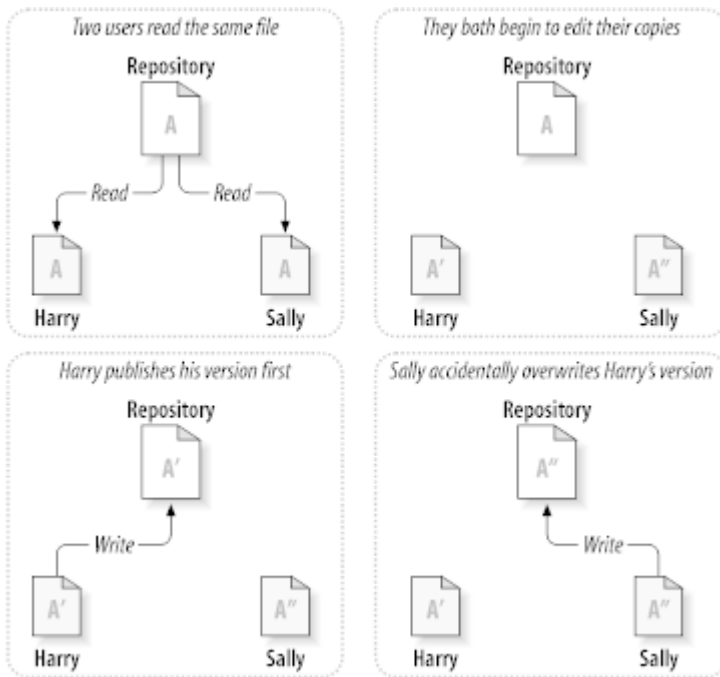 Two users read the same file
Repository
A
Read
Read
A
A
Harry
Sally
They both begin to edit their copies
Repository
A
A′
A″
Harry
Sally
Harry publishes his version first
Repository
A′
Write
A′
A″
Harry
Sally
Sally accidentally overwrites Harry’s version
Repository
A″
Write
A′
A″
Harry
Sally